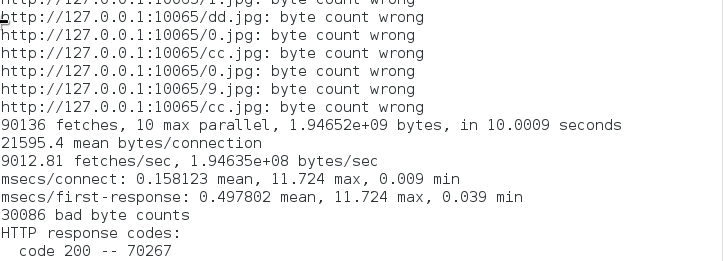 http://127.0.0.1:10065/1.jpg: byte count wrong
http://127.0.0.1:10065/dd.jpg: byte count wrong
http://127.0.0.1:10065/0.jpg: byte count wrong
http://127.0.0.1:10065/cc.jpg: byte count wrong
http://127.0.0.1:10065/0.jpg: byte count wrong
http://127.0.0.1:10065/9.jpg: byte count wrong
http://127.0.0.1:10065/cc.jpg: byte count wrong
90136 fetches, 10 max parallel, 1.94652e+09 bytes, in 10.0009 seconds
21595.4 mean bytes/connection
9012.81 fetches/sec, 1.94635e+08 bytes/sec
msecs/connect: 0.158123 mean, 11.724 max, 0.009 min
msecs/first-response: 0.497802 mean, 11.724 max, 0.039 min
30086 bad byte counts
HTTP response codes:
  code 200 -- 70267